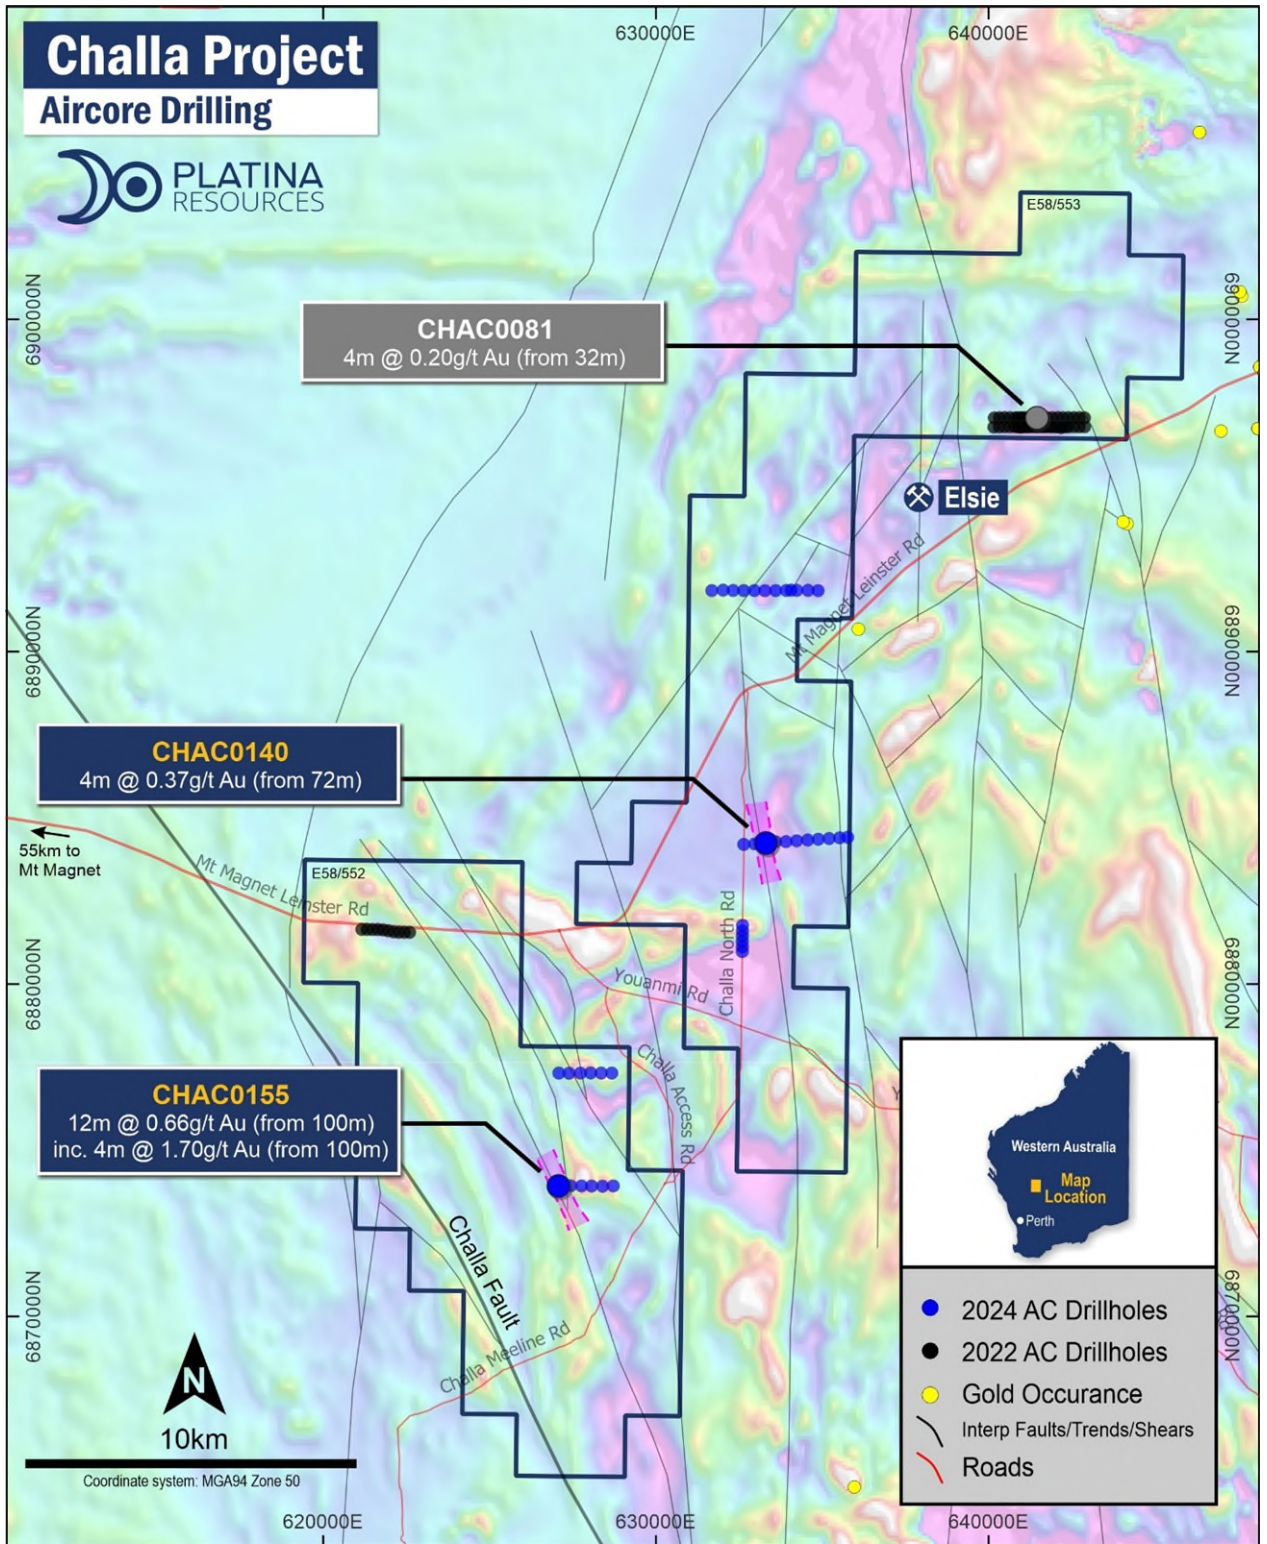 630000E
640000E
Challa Project
Aircore Drilling
PLATINA
RESOURCES
E58/553
6900000N
6900000N
CHAC0081
4m @ 0.20g/t Au (from 32m)
Elsie
Mt Magnet Leinster Rd
6890000N
6890000N
CHAC0140
4m @ 0.37g/t Au (from 72m)
55km to
Mt Magnet
Mt Magnet Leinster Rd
E58/552
Challa North Rd
Youanmi Rd
6880000N
6880000N
Challa Access Rd
CHAC0155
12m @ 0.66g/t Au (from 100m)
inc. 4m @ 1.70g/t Au (from 100m)
Western Australia
Map
Location
Perth
Challa Fault
Challa Meeline Rd
6870000N
6870000N
2024 AC Drillholes
2022 AC Drillholes
Gold Occurance
Interp Faults/Trends/Shears
Roads
N
10km
Coordinate system: MGA94 Zone 50
620000E
630000E
640000E